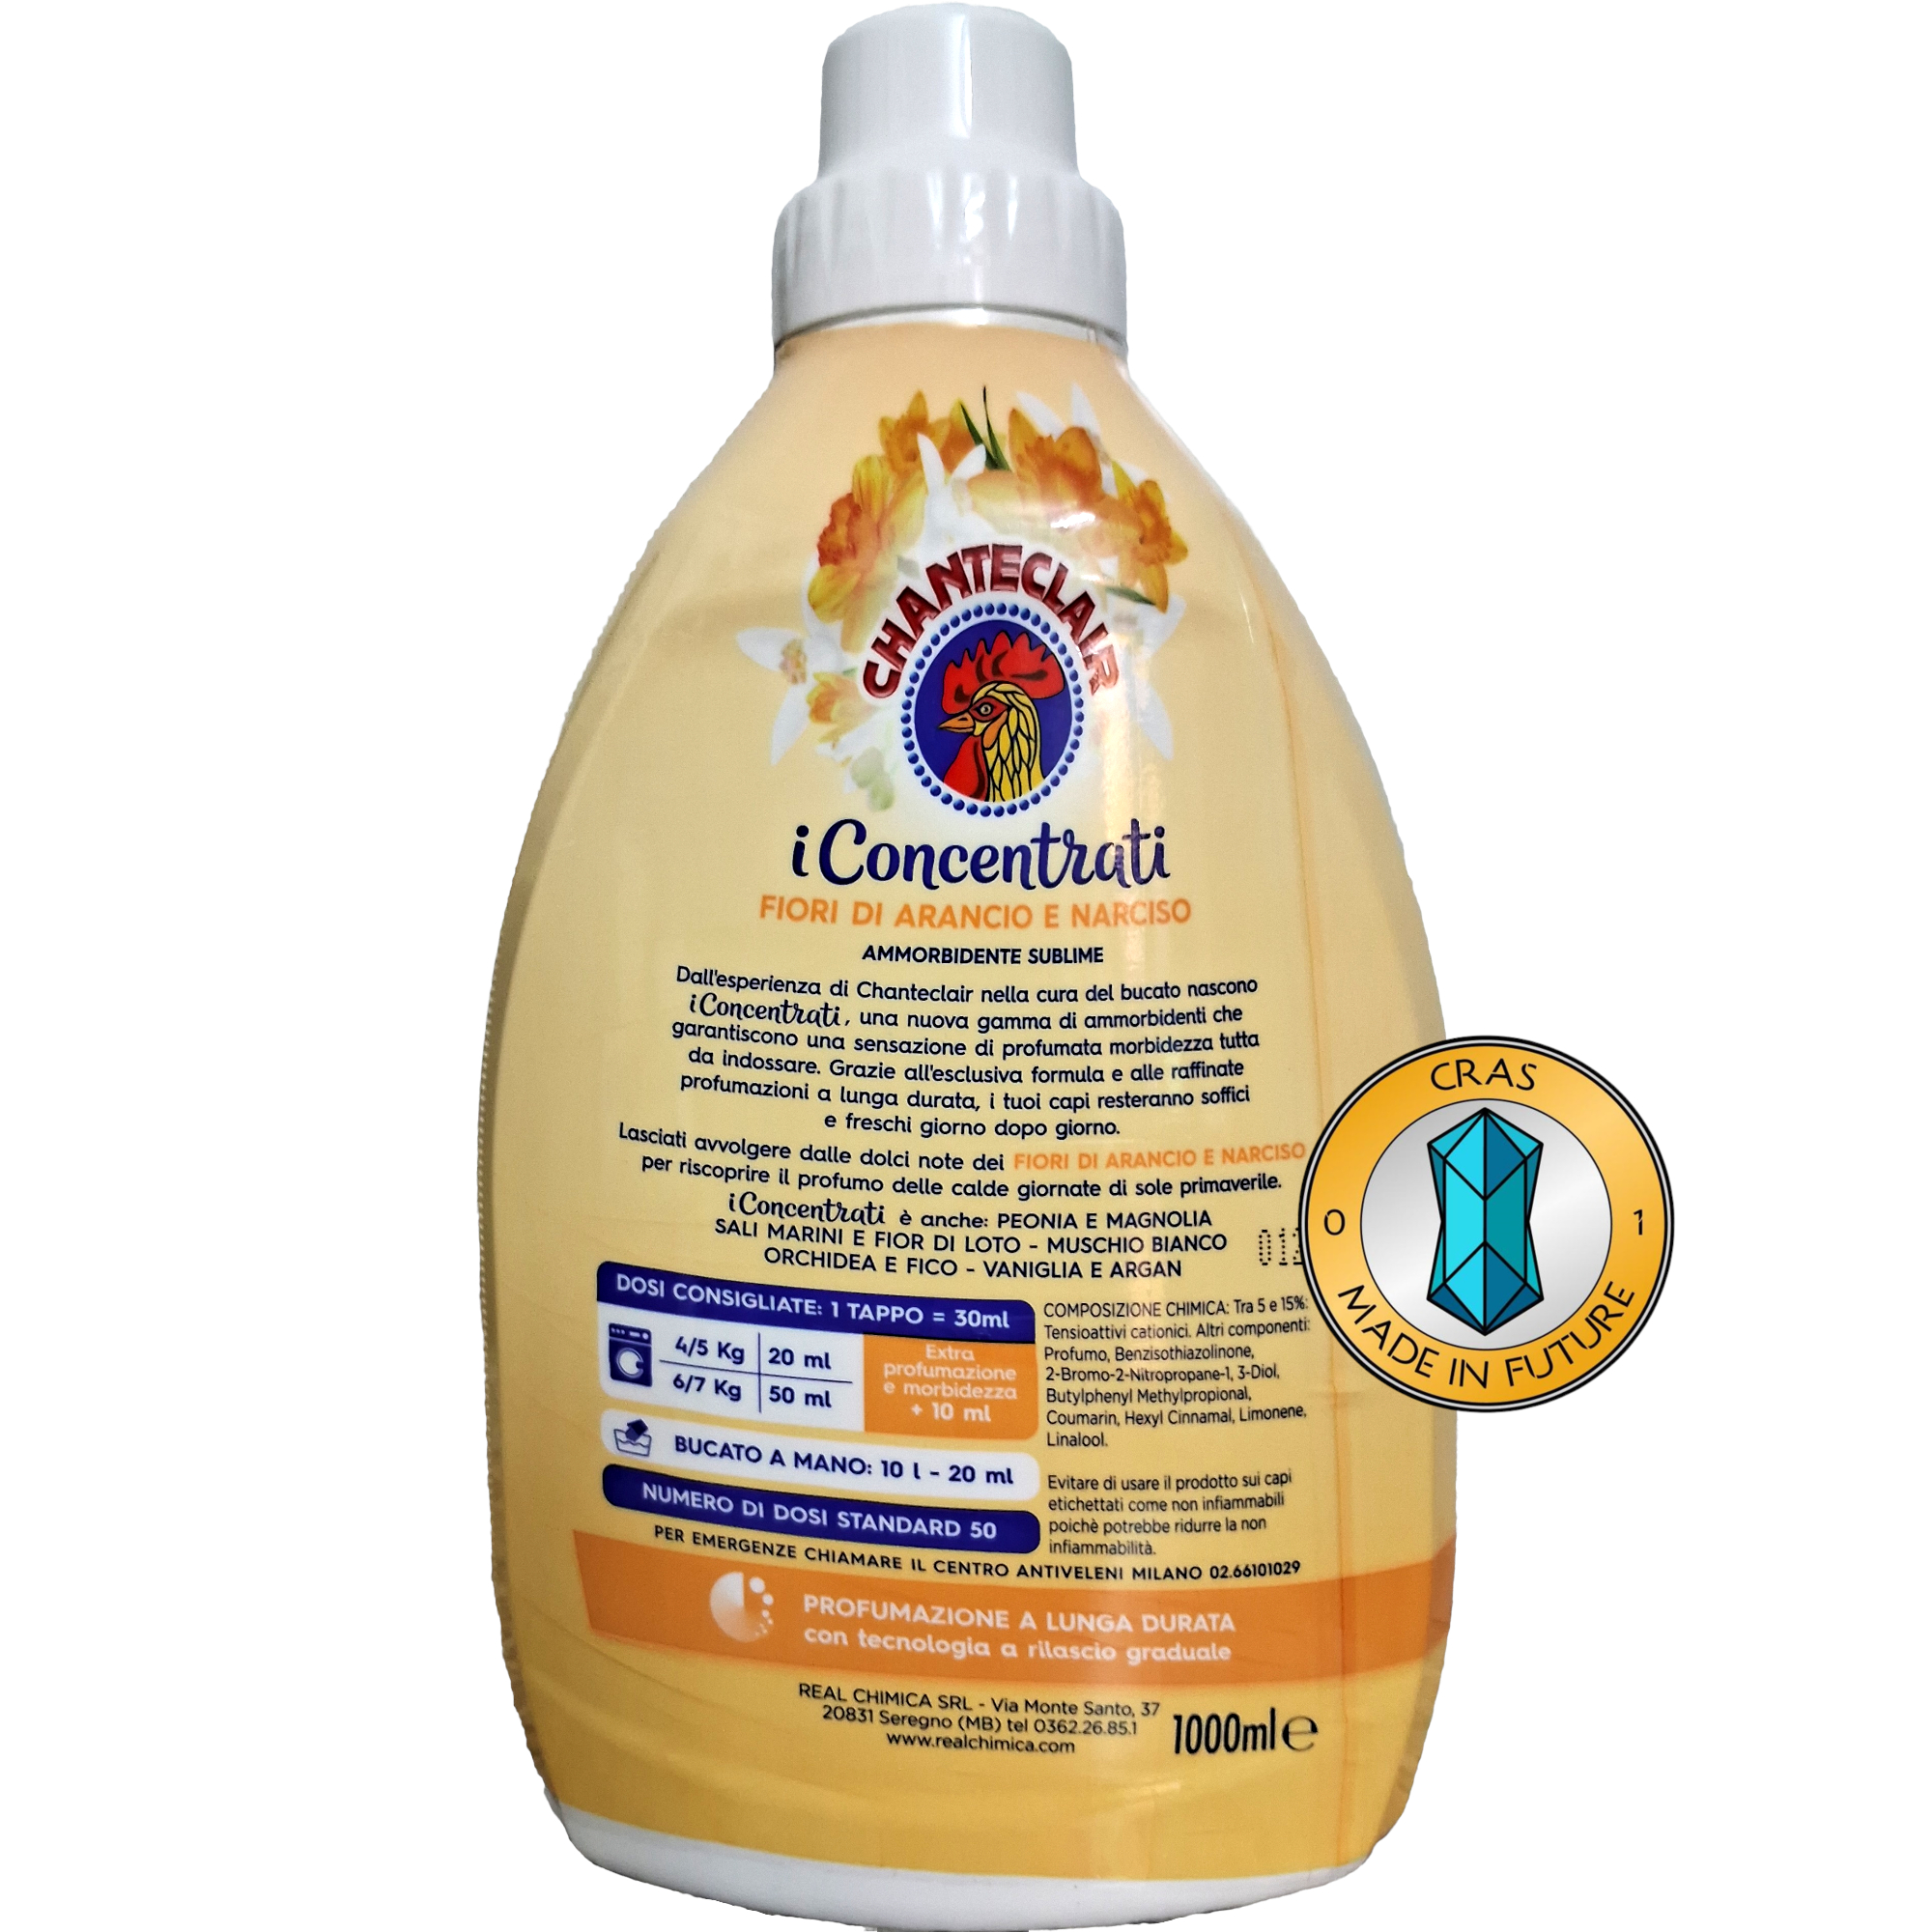 CHANTECLAIR
i Concentrati
FIORI DI ARANCIO E NARCISO
AMMORBIDENTE SUBLIME
Dall'esperienza di Chanteclair nella cura del bucato nascono
i Concentrati, una nuova gamma di ammorbidenti che
garantiscono una sensazione di profumata morbidezza tutta
da indossare. Grazie all'esclusiva formula e alle raffinate
profumazioni a lunga durata, i tuoi capi resteranno soffici
e freschi giorno dopo giorno.
Lasciati avvolgere dalle dolci note dei FIORI DI ARANCIO E NARCISO
per riscoprire il profumo delle calde giornate di sole primaverile.
i Concentrati è anche: PEONIA E MAGNOLIA
SALI MARINI E FIOR DI LOTO - MUSCHIO BIANCO
ORCHIDEA E FICO - VANIGLIA E ARGAN
DOSI CONSIGLIATE: 1 TAPPO = 30ml
4/5 Kg 20 ml
6/7 Kg 50 ml
Extra
profumazione
e morbidezza
+ 10 ml
BUCATO A MANO: 10 l - 20 ml
NUMERO DI DOSI STANDARD 50
COMPOSIZIONE CHIMICA: Tra 5 e 15%:
Tensioattivi cationici. Altri componenti:
Profumo, Benzisothiazolinone,
2-Bromo-2-Nitropropane-1, 3-Diol,
Butylphenyl Methylpropional,
Coumarin, Hexyl Cinnamal, Limonene,
Linalool.
Evitare di usare il prodotto sui capi
etichettati come non infiammabili
poichè potrebbe ridurre la non
infiammabilità.
PER EMERGENZE CHIAMARE IL CENTRO ANTIVELENI MILANO 02.66101029
PROFUMAZIONE A LUNGA DURATA
con tecnologia a rilascio graduale
REAL CHIMICA SRL - Via Monte Santo, 37
20831 Seregno (MB) tel 0362.26.85.1
www.realchimica.com
1000ml e
CRAS
0 1
MADE IN FUTURE